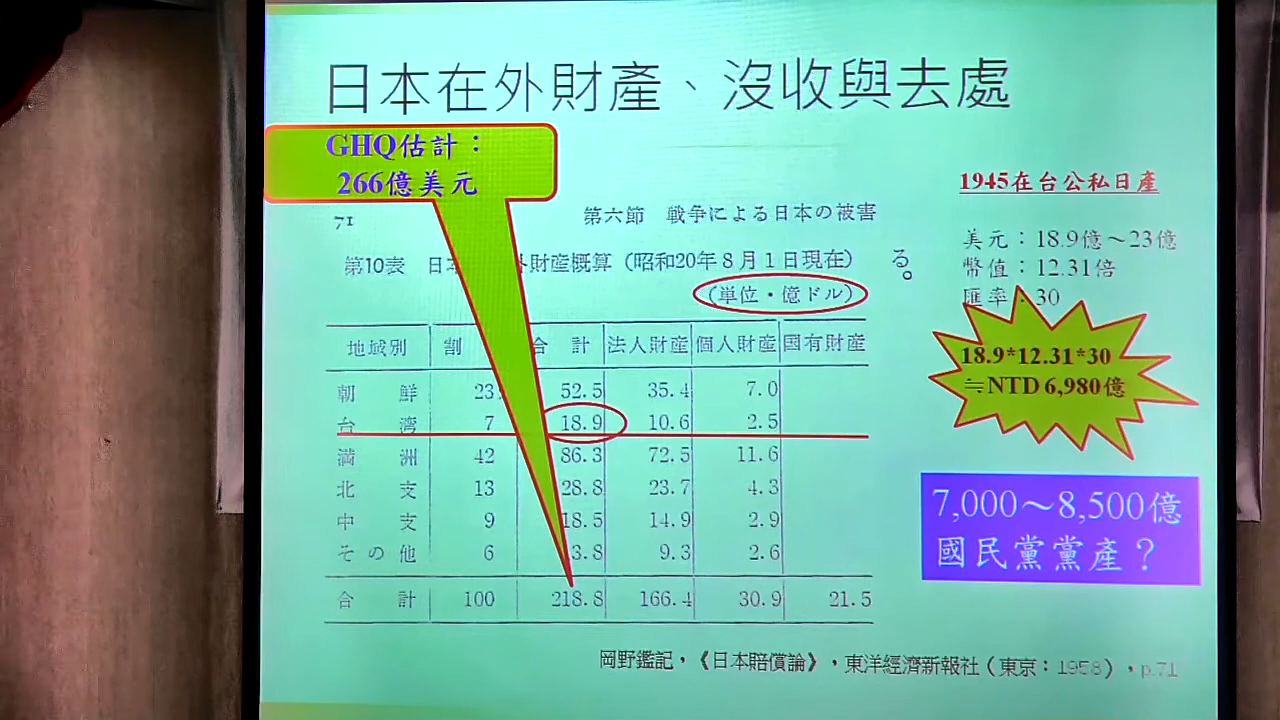 日本在外財產、沒收與去處
GHQ估計：
266億美元
71
第六節 戦争による日本の被害
第10表 日本 外財産概算（昭和20年8月1日現在）
る。
（単位・億ドル）
地域別 割 合 計 法人財産 個人財産 国有財産
朝鮮 23. 52.5 35.4 7.0
台湾 7 18.9 10.6 2.5
満洲 42 86.3 72.5 11.6
北支 13 28.8 23.7 4.3
中支 9 18.5 14.9 2.9
その他 6 3.8 9.3 2.6
合計 100 218.8 166.4 30.9 21.5
1945在台公私日產
美元：18.9億～23億
幣值：12.31倍
匯率：30
18.9*12.31*30
≒NTD 6,980億
7,000～8,500億
國民黨黨產？
岡野鑑記，《日本賠償論》，東洋經濟新報社（東京：1958），p.71